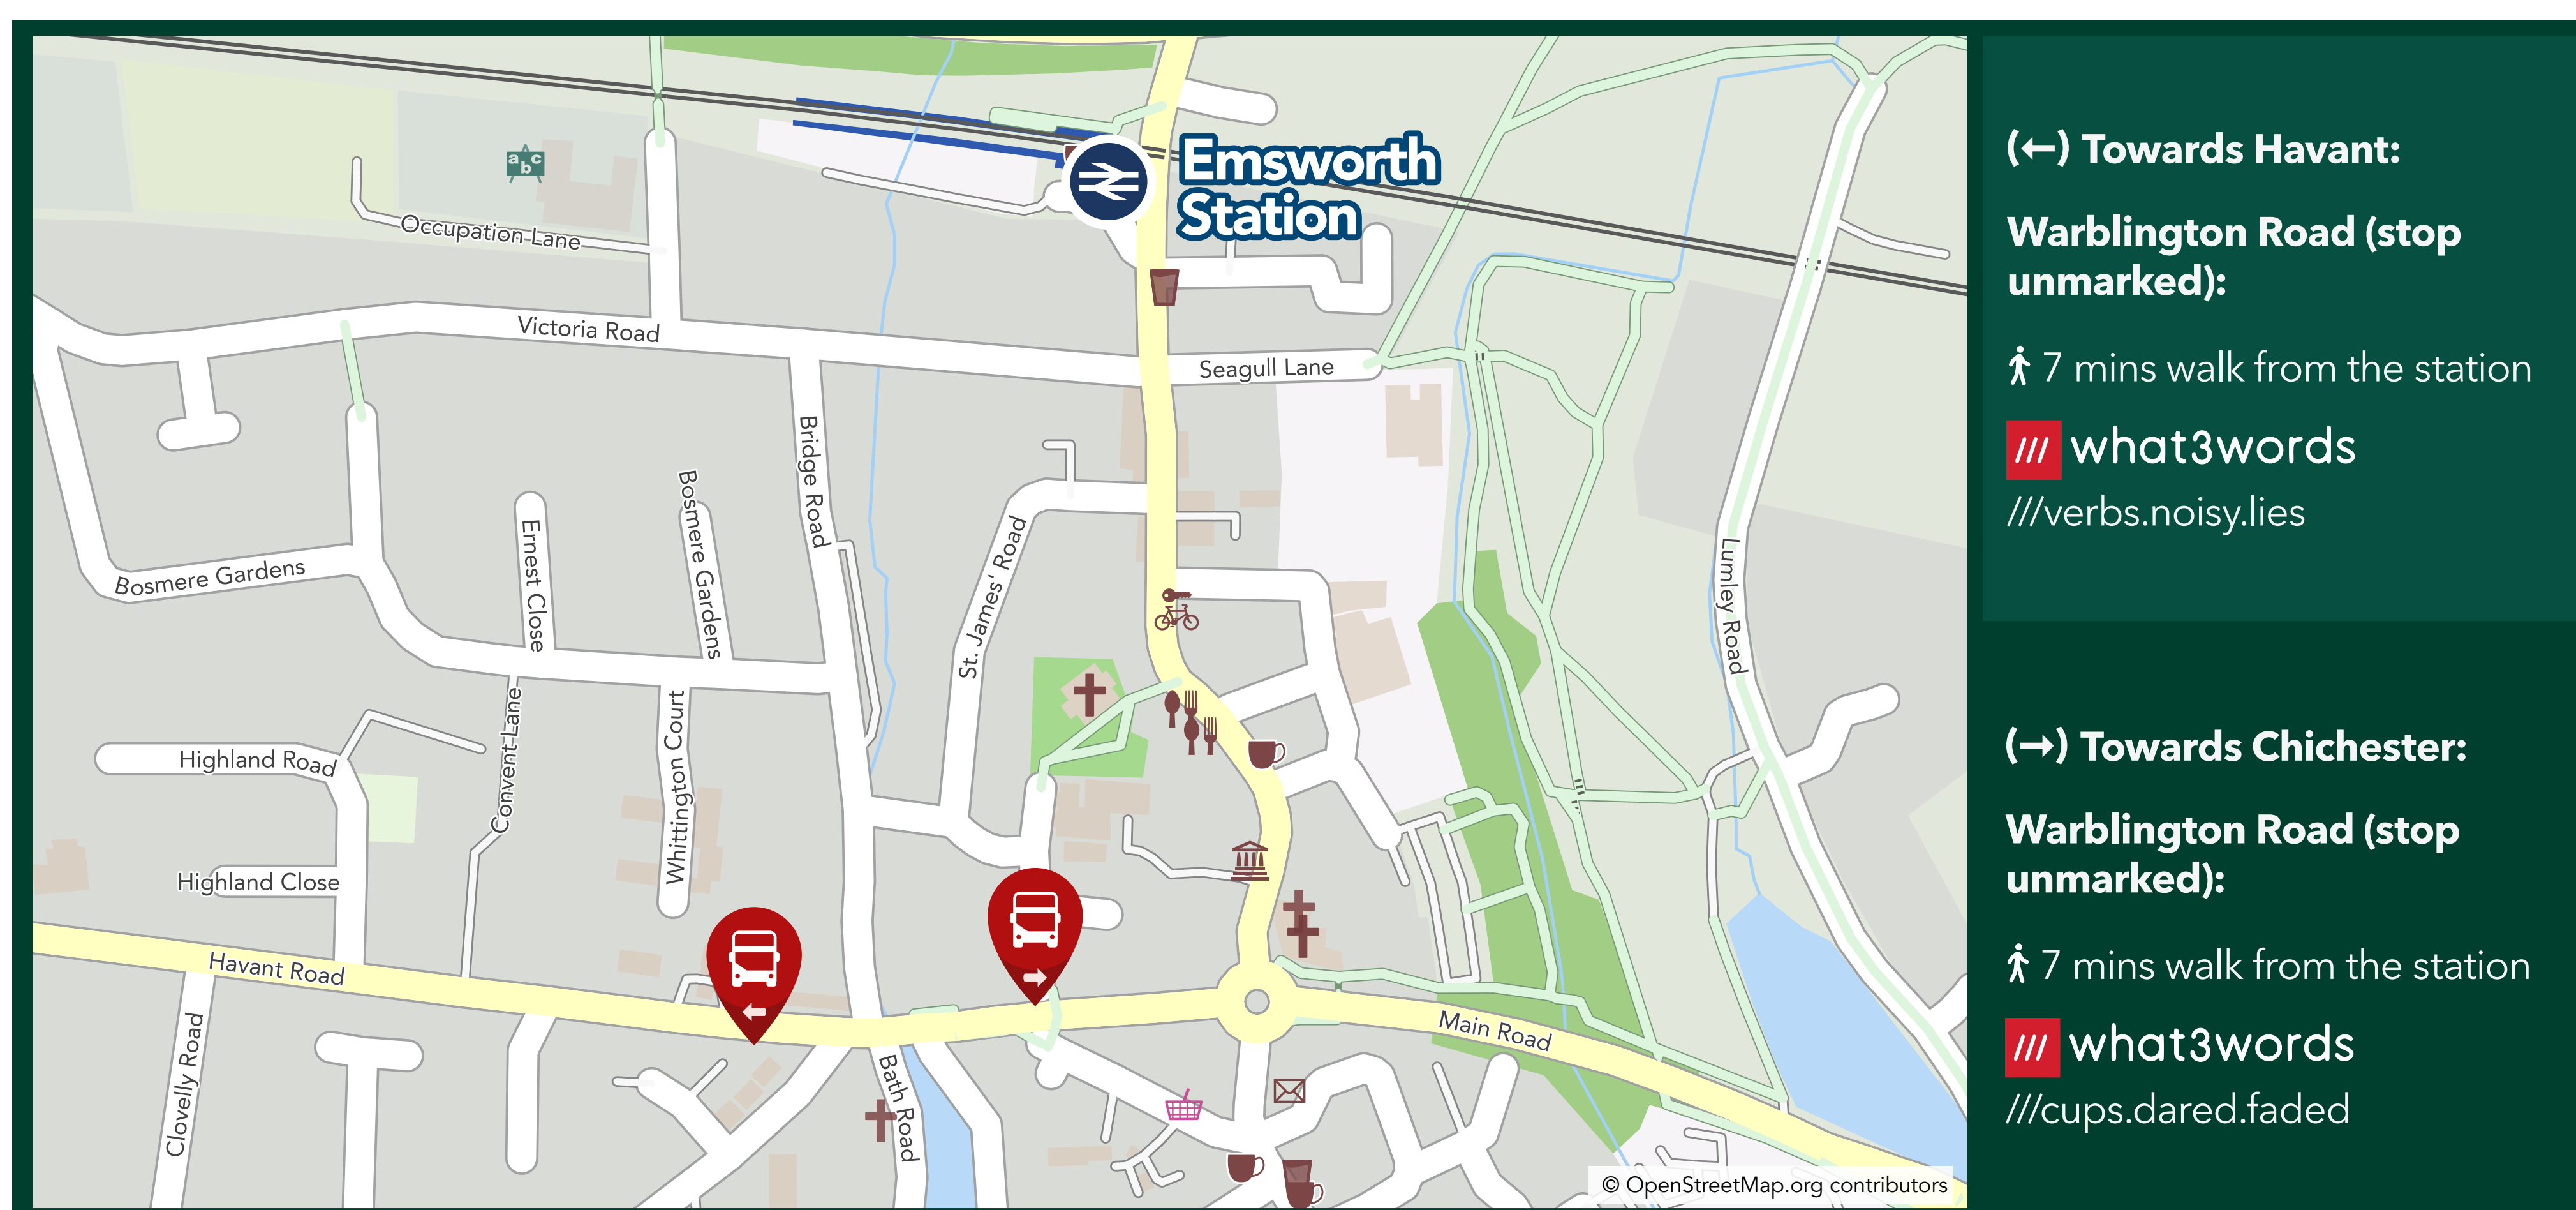 Emsworth
Station
abc
Occupation Lane
Victoria Road
Seagull Lane
Bridge Road
Bosmere Gardens
Ernest Close
Bosmere Gardens
St. James' Road
Lumley Road
Highland Road
Convent Lane
Whittington Court
Highland Close
Havant Road
Main Road
Clovelly Road
Bath Road
© OpenStreetMap.org contributors
(←) Towards Havant:
Warblington Road (stop
unmarked):
7 mins walk from the station
/// what3words
///verbs.noisy.lies
(→) Towards Chichester:
Warblington Road (stop
unmarked):
7 mins walk from the station
/// what3words
///cups.dared.faded